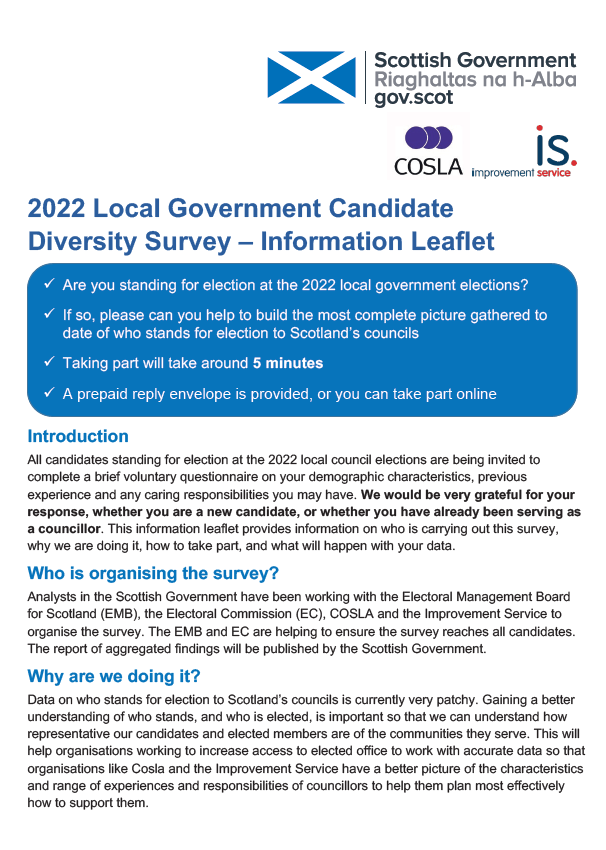 Scottish Government
Riaghaltas na h-Alba
gov.scot
COSLA
is.
improvement service
2022 Local Government Candidate
Diversity Survey – Information Leaflet
✓ Are you standing for election at the 2022 local government elections?
✓ If so, please can you help to build the most complete picture gathered to
date of who stands for election to Scotland's councils
✓ Taking part will take around 5 minutes
✓ A prepaid reply envelope is provided, or you can take part online
Introduction
All candidates standing for election at the 2022 local council elections are being invited to
complete a brief voluntary questionnaire on your demographic characteristics, previous
experience and any caring responsibilities you may have. We would be very grateful for your
response, whether you are a new candidate, or whether you have already been serving as
a councillor. This information leaflet provides information on who is carrying out this survey,
why we are doing it, how to take part, and what will happen with your data.
Who is organising the survey?
Analysts in the Scottish Government have been working with the Electoral Management Board
for Scotland (EMB), the Electoral Commission (EC), COSLA and the Improvement Service to
organise the survey. The EMB and EC are helping to ensure the survey reaches all candidates.
The report of aggregated findings will be published by the Scottish Government.
Why are we doing it?
Data on who stands for election to Scotland's councils is currently very patchy. Gaining a better
understanding of who stands, and who is elected, is important so that we can understand how
representative our candidates and elected members are of the communities they serve. This will
help organisations working to increase access to elected office to work with accurate data so that
organisations like Cosla and the Improvement Service have a better picture of the characteristics
and range of experiences and responsibilities of councillors to help them plan most effectively
how to support them.